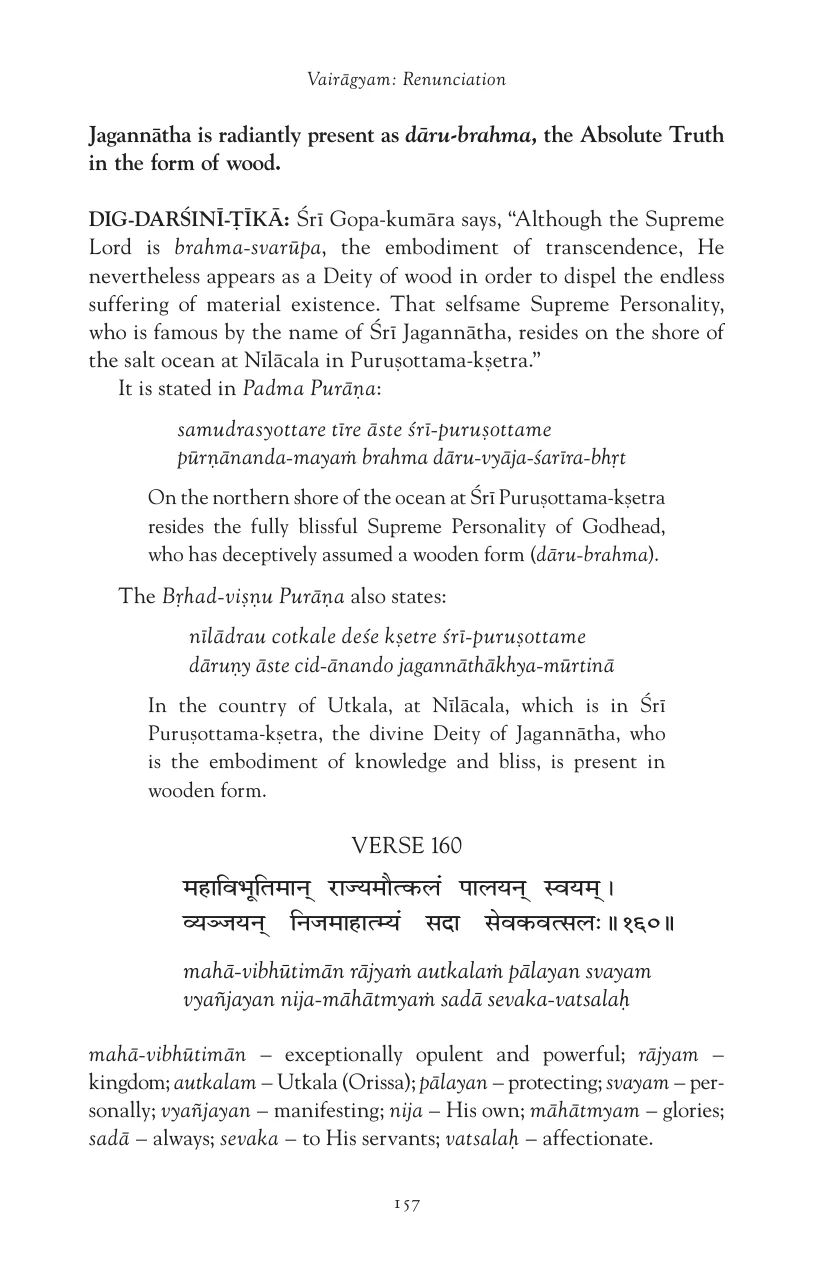 Vairāgyam: Renunciation
Jagannātha is radiantly present as dāru-brahma, the Absolute Truth
in the form of wood.
DIG-DARŚINĪ-ṬĪKĀ: Śrī Gopa-kumāra says, “Although the Supreme
Lord is brahma-svarūpa, the embodiment of transcendence, He
nevertheless appears as a Deity of wood in order to dispel the endless
suffering of material existence. That selfsame Supreme Personality,
who is famous by the name of Śrī Jagannātha, resides on the shore of
the salt ocean at Nīlācala in Puruṣottama-kṣetra.”
It is stated in Padma Purāṇa:
samudrasyottare tīre āste śrī-puruṣottame
pūrṇānanda-mayaṁ brahma dāru-vyāja-śarīra-bhṛt
On the northern shore of the ocean at Śrī Puruṣottama-kṣetra
resides the fully blissful Supreme Personality of Godhead,
who has deceptively assumed a wooden form (dāru-brahma).
The Bṛhad-viṣṇu Purāṇa also states:
nīlādrau cotkale deśe kṣetre śrī-puruṣottame
dāruṇy āste cid-ānando jagannāthākhya-mūrtinā
In the country of Utkala, at Nīlācala, which is in Śrī
Puruṣottama-kṣetra, the divine Deity of Jagannātha, who
is the embodiment of knowledge and bliss, is present in
wooden form.
VERSE 160
महाविभूतिमान् राज्यमौत्कलं पालयन् स्वयम् ।
व्यञ्जयन् निजमाहात्म्यं सदा सेवकवत्सलः ॥ १६० ॥
mahā-vibhūtimān rājyaṁ autkalaṁ pālayan svayam
vyañjayan nija-māhātmyaṁ sadā sevaka-vatsalaḥ
mahā-vibhūtimān – exceptionally opulent and powerful; rājyam –
kingdom; autkalam – Utkala (Orissa); pālayan – protecting; svayam – per-
sonally; vyañjayan – manifesting; nija – His own; māhātmyam – glories;
sadā – always; sevaka – to His servants; vatsalaḥ – affectionate.
157